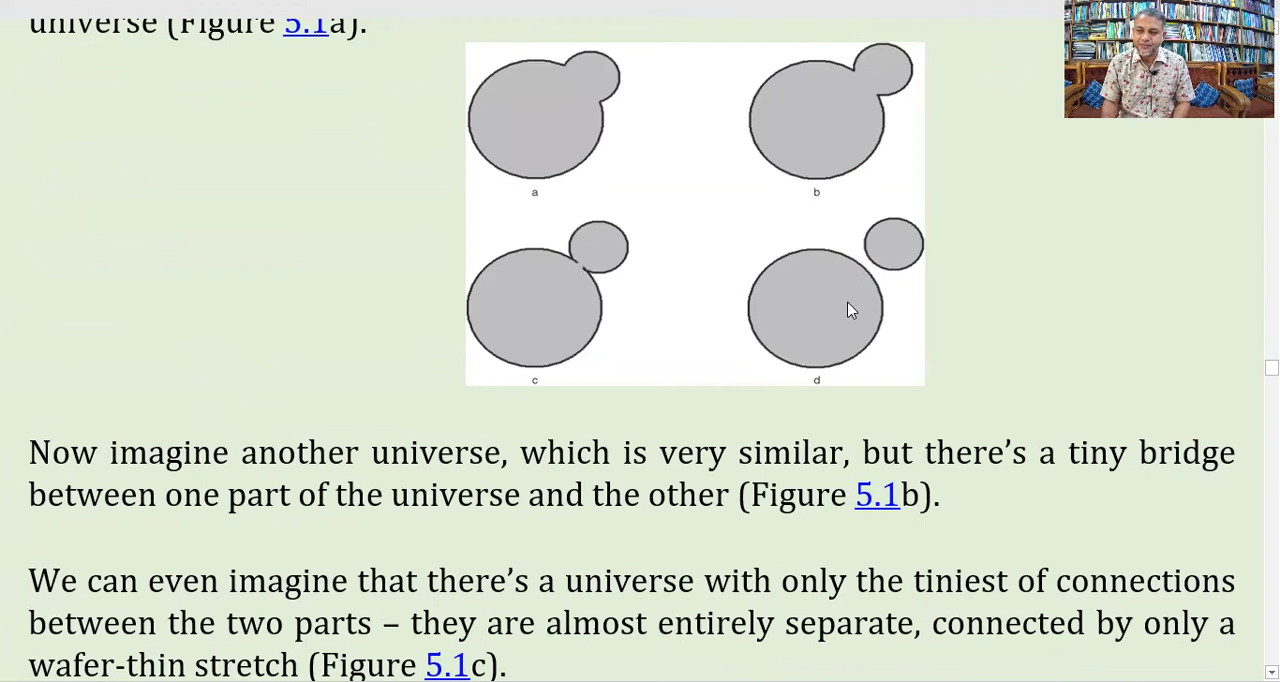 universe (Figure 5.1a).
a
b
c
d
Now imagine another universe, which is very similar, but there’s a tiny bridge
between one part of the universe and the other (Figure 5.1b).
We can even imagine that there’s a universe with only the tiniest of connections
between the two parts – they are almost entirely separate, connected by only a
wafer-thin stretch (Figure 5.1c).